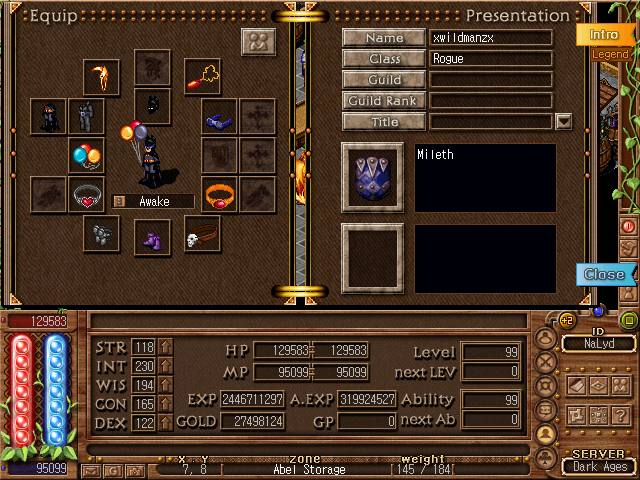 Equip
Presentation
Name xwildmanzx
Intro
Class Rogue
Legend
Guild
Guild Rank
Title
Mileth
Awake
Close
129583
+2
ID
NaLyd
STR 118
INT 230
WIS 194
CON 165
DEX 122
HP 129583 129583
MP 95099 95099
EXP 2446711297 A.EXP 319924527
GOLD 27498124 GP 0
Level 99
next LEV 0
Ability 99
next Ab 0
95099
x, y zone weight
7, 8 Abel Storage 145 / 184
SERVER
Dark Ages